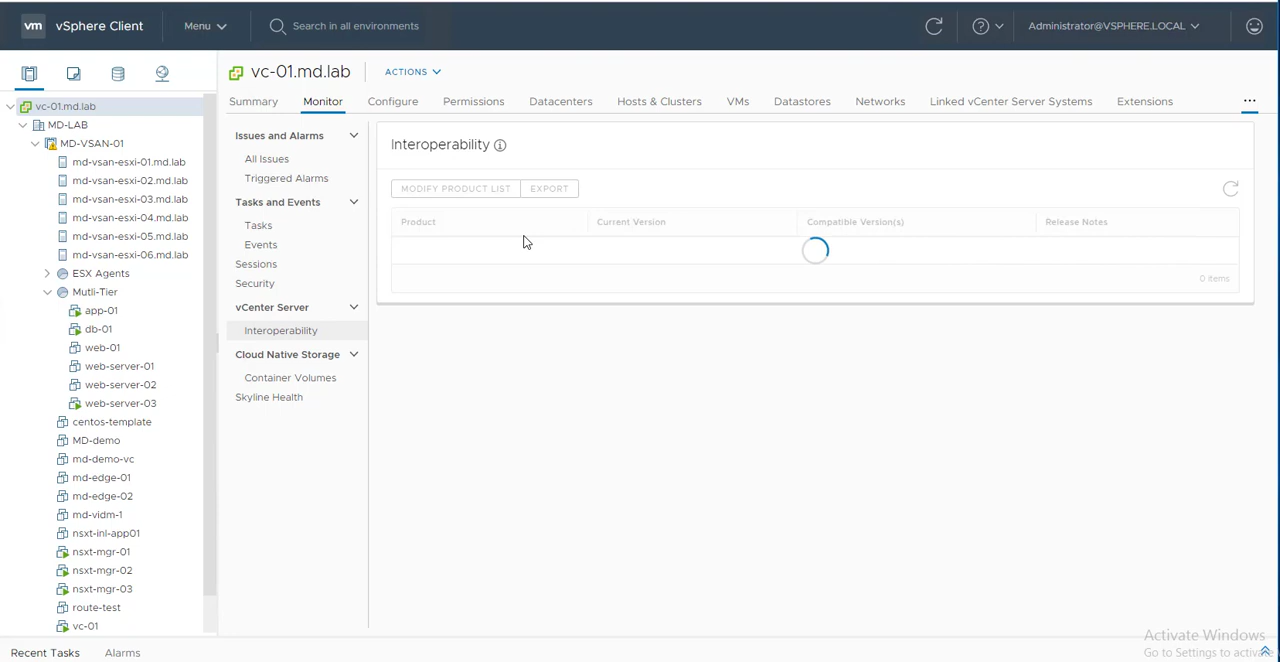 vm vSphere Client Menu Search in all environments Administrator@VSPHERE.LOCAL
vc-01.md.lab ACTIONS
Summary Monitor Configure Permissions Datacenters Hosts & Clusters VMs Datastores Networks Linked vCenter Server Systems Extensions ...
vc-01.md.lab
MD-LAB
MD-VSAN-01
md-vsan-esxi-01.md.lab
md-vsan-esxi-02.md.lab
md-vsan-esxi-03.md.lab
md-vsan-esxi-04.md.lab
md-vsan-esxi-05.md.lab
md-vsan-esxi-06.md.lab
ESX Agents
Mutli-Tier
app-01
db-01
web-01
web-server-01
web-server-02
web-server-03
centos-template
MD-demo
md-demo-vc
md-edge-01
md-edge-02
md-vidm-1
nsxt-inl-app01
nsxt-mgr-01
nsxt-mgr-02
nsxt-mgr-03
route-test
vc-01
Issues and Alarms
All Issues
Triggered Alarms
Tasks and Events
Tasks
Events
Sessions
Security
vCenter Server
Interoperability
Cloud Native Storage
Container Volumes
Skyline Health
Interoperability
MODIFY PRODUCT LIST EXPORT
Product Current Version Compatible Version(s) Release Notes
0 items
Activate Windows
Go to Settings to activate
Recent Tasks Alarms